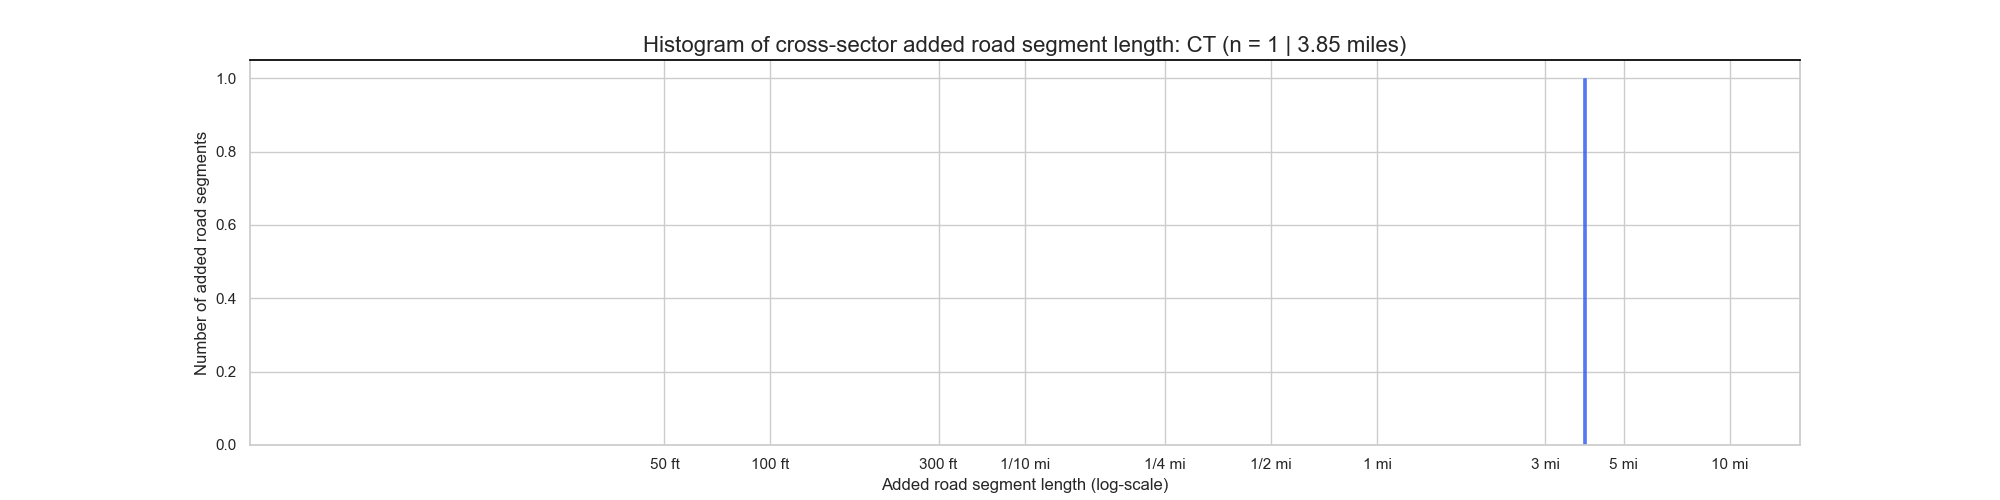 Histogram of cross-sector added road segment length: CT (n = 1 | 3.85 miles)
Number of added road segments
1.0
0.8
0.6
0.4
0.2
0.0
50 ft 100 ft 300 ft 1/10 mi 1/4 mi 1/2 mi 1 mi 3 mi 5 mi 10 mi
Added road segment length (log-scale)